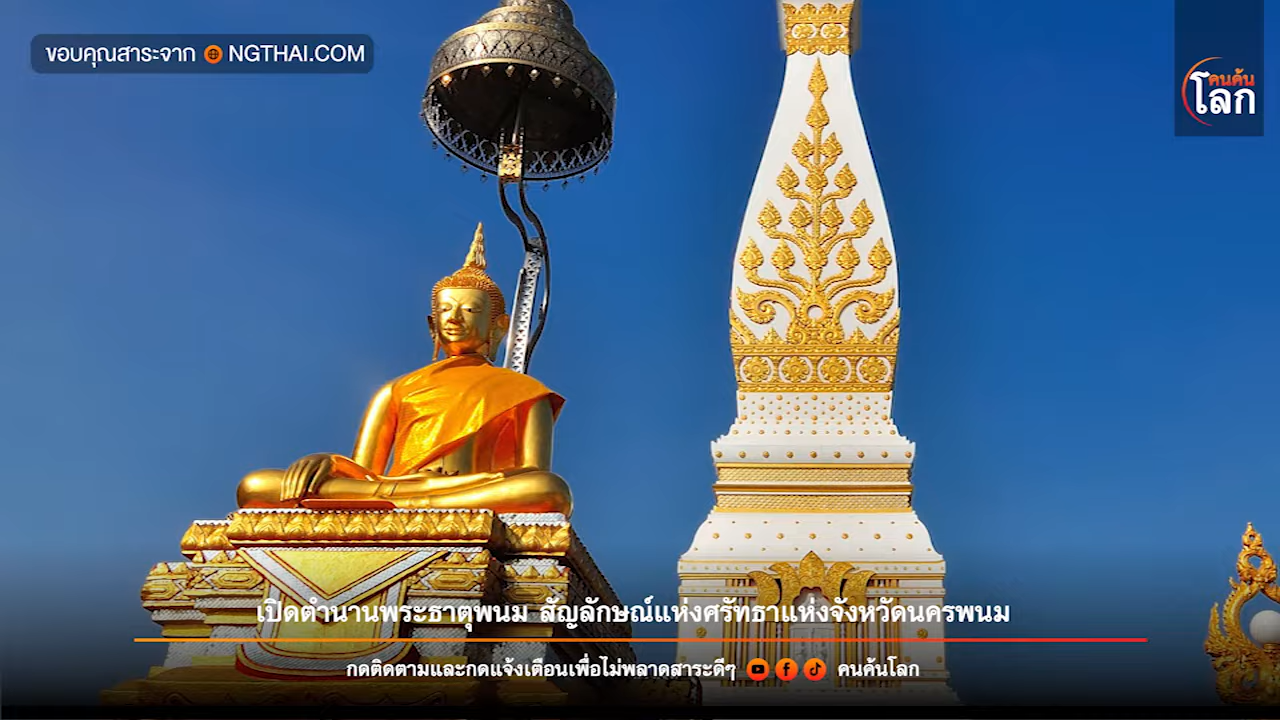 ขอบคุณสาระจาก NGTHAI.COM
คนค้น
โลก
เปิดตำนานพระธาตุพนม สัญลักษณ์แห่งศรัทธาแห่งจังหวัดนครพนม
กดติดตามและกดแจ้งเตือนเพื่อไม่พลาดสาระดีๆ คนค้นโลก